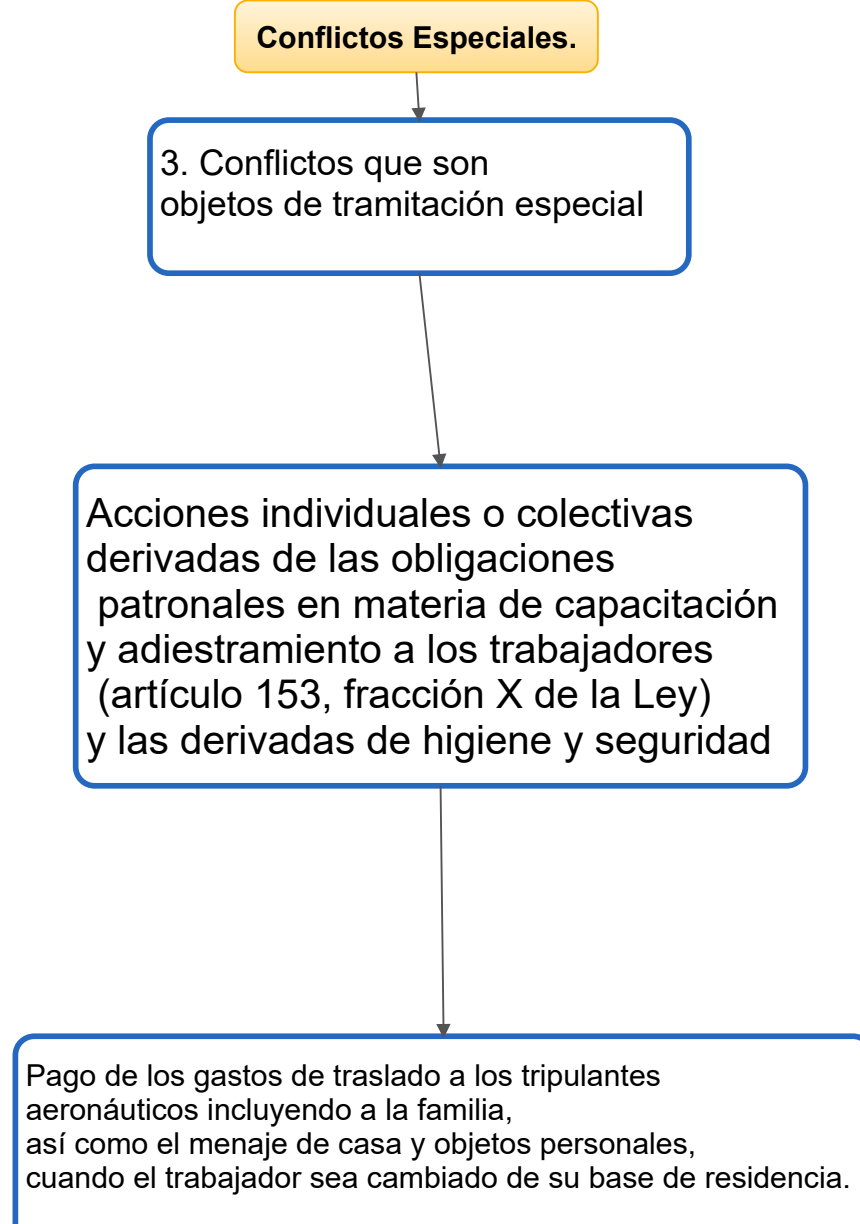 Conflictos Especiales.
3. Conflictos que son
objetos de tramitación especial
Acciones individuales o colectivas
derivadas de las obligaciones
patronales en materia de capacitación
y adiestramiento a los trabajadores
(artículo 153, fracción X de la Ley)
y las derivadas de higiene y seguridad
Pago de los gastos de traslado a los tripulantes
aeronáuticos incluyendo a la familia,
así como el menaje de casa y objetos personales,
cuando el trabajador sea cambiado de su base de residencia.